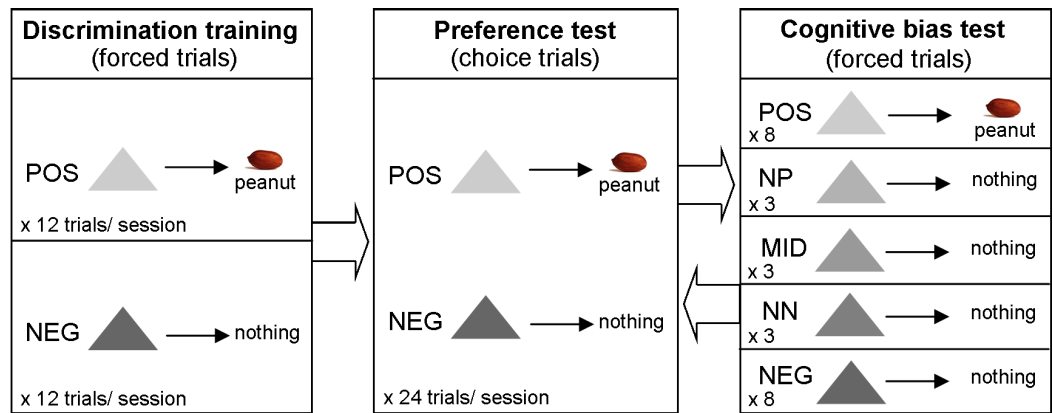 Discrimination training
(forced trials)
POS
peanut
x 12 trials/ session
NEG
nothing
x 12 trials/ session
Preference test
(choice trials)
POS
peanut
NEG
nothing
x 24 trials/ session
Cognitive bias test
(forced trials)
POS
x 8
peanut
NP
x 3
nothing
MID
x 3
nothing
NN
x 3
nothing
NEG
x 8
nothing